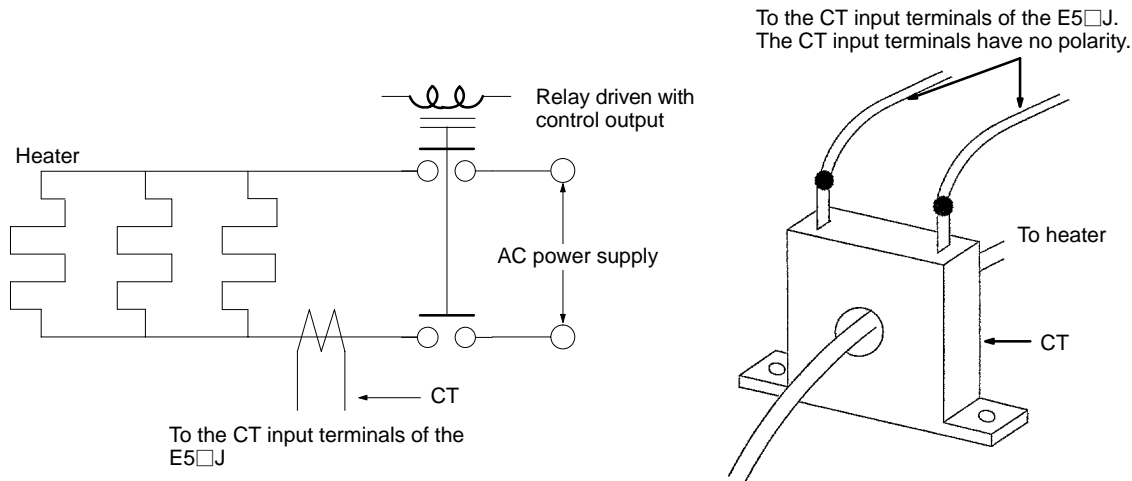 To the CT input terminals of the E5□J.
The CT input terminals have no polarity.
Relay driven with
control output
Heater
AC power supply
To heater
CT
CT
To the CT input terminals of the
E5□J